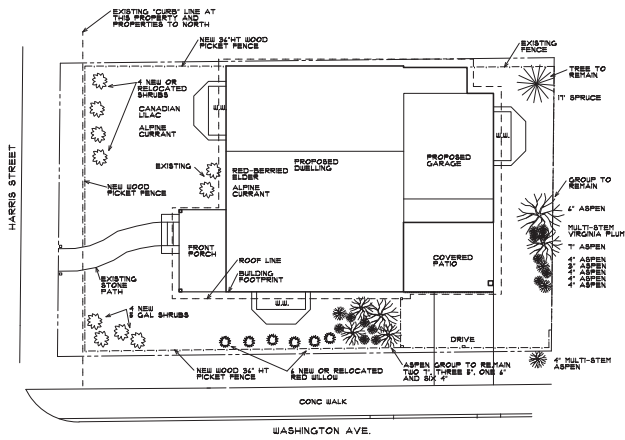 EXISTING "CURB" LINE AT
THIS PROPERTY AND
PROPERTIES TO NORTH
NEW 36"HT WOOD
PICKET FENCE
EXISTING
FENCE
TREE TO
REMAIN
17' SPRUCE
4 NEW OR
RELOCATED
SHRUBS
CANADIAN
LILAC
ALPINE
CURRANT
W.W.
W.W.
EXISTING
RED-BERRIED
ELDER
ALPINE
CURRANT
PROPOSED
DWELLING
PROPOSED
GARAGE
NEW WOOD
PICKET FENCE
HARRIS STREET
GROUP TO
REMAIN
6" ASPEN
MULTI-STEM
VIRGINIA PLUM
7" ASPEN
4" ASPEN
3" ASPEN
4" ASPEN
4" ASPEN
4" ASPEN
FRONT
PORCH
ROOF LINE
BUILDING
FOOTPRINT
COVERED
PATIO
EXISTING
STONE
PATH
W.W.
4 NEW
5 GAL SHRUBS
DRIVE
NEW WOOD 36" HT
PICKET FENCE
6 NEW OR RELOCATED
RED WILLOW
ASPEN GROUP TO REMAIN
TWO 7", THREE 5", ONE 6"
AND SIX 4"
4" MULTI-STEM
ASPEN
CONC WALK
WASHINGTON AVE.